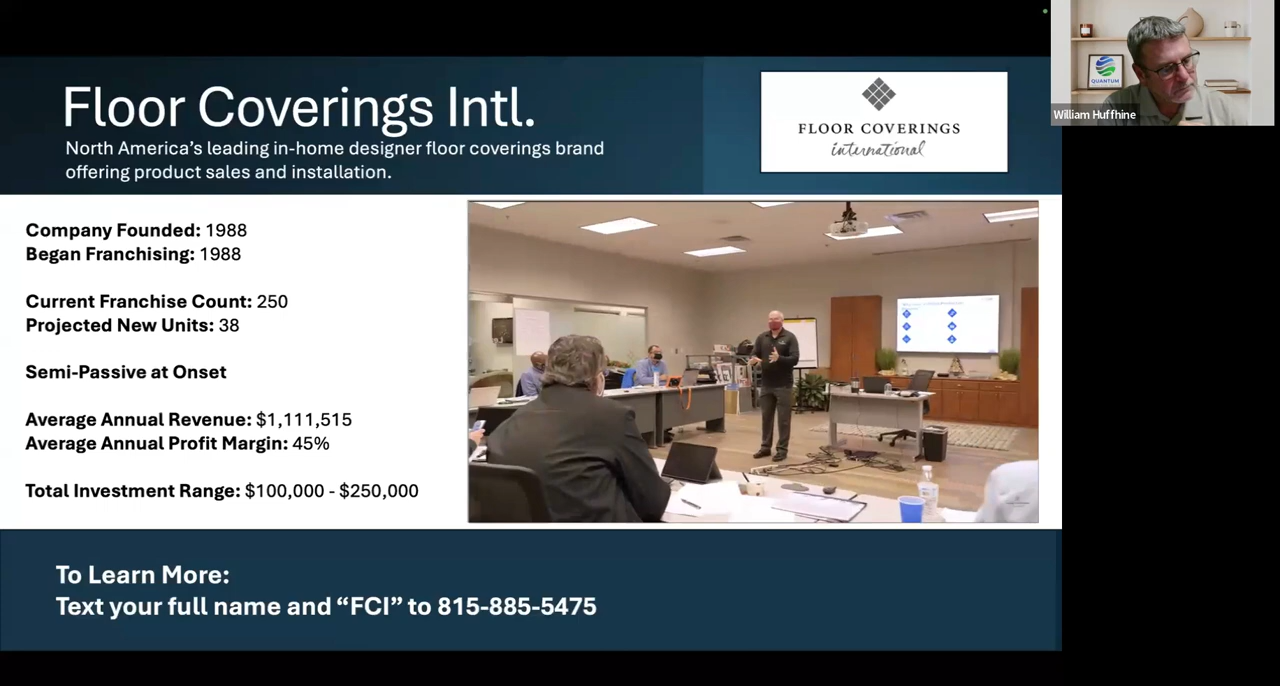 Floor Coverings Intl.
North America's leading in-home designer floor coverings brand
offering product sales and installation.
FLOOR COVERINGS
international
QUANTUM
William Huffhine
Company Founded: 1988
Began Franchising: 1988
Current Franchise Count: 250
Projected New Units: 38
Semi-Passive at Onset
Average Annual Revenue: $1,111,515
Average Annual Profit Margin: 45%
Total Investment Range: $100,000 - $250,000
To Learn More:
Text your full name and “FCI” to 815-885-5475